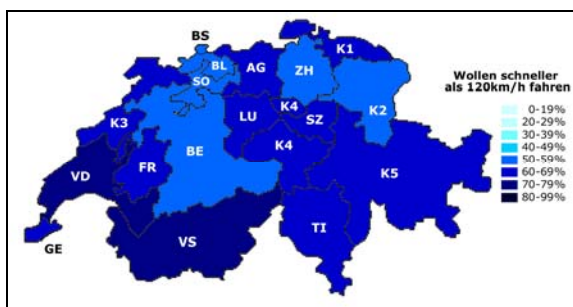 BS
K1
BL
AG
ZH
SO
K2
K4
LU
SZ
K3
K4
BE
FR
K5
VD
TI
VS
GE
Wollen schneller
als 120km/h fahren
0-19%
20-29%
30-39%
40-49%
50-59%
60-69%
70-79%
80-99%